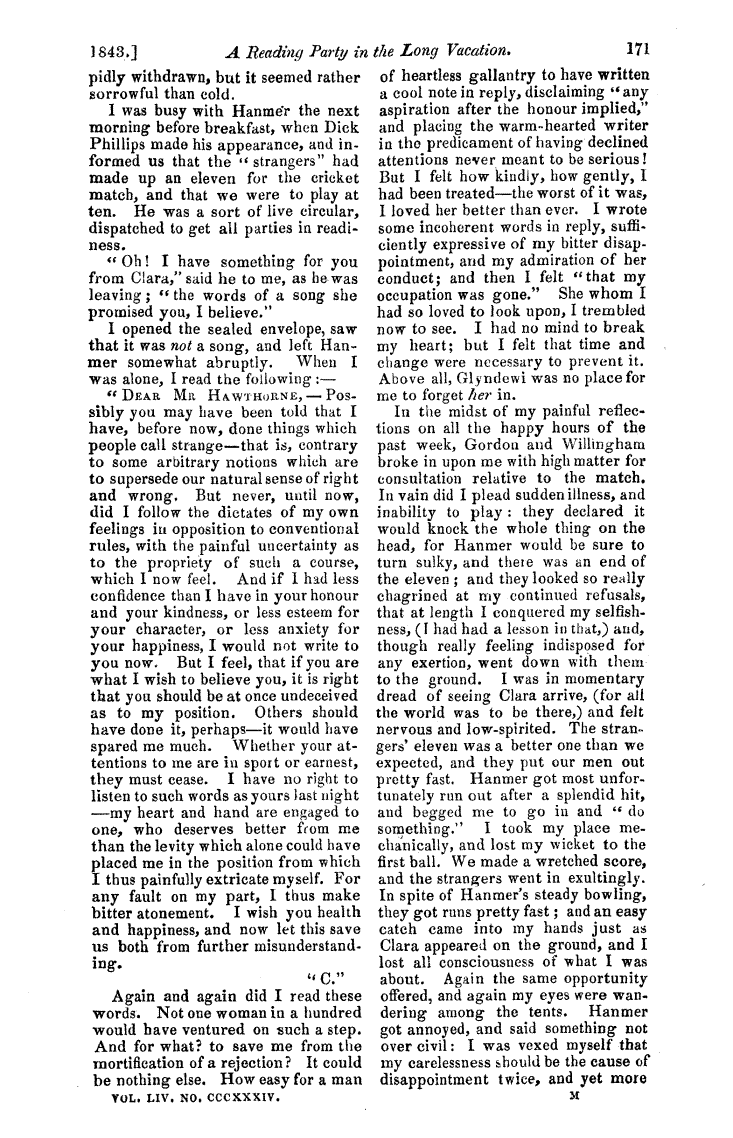 1843.] A Reading Party in the Long Vacation. 171
pidly withdrawn, but it seemed rather
sorrowful than cold.
I was busy with Hanmer the next
morning before breakfast, when Dick
Phillips made his appearance, and in-
formed us that the “strangers” had
made up an eleven for the cricket
match, and that we were to play at
ten. He was a sort of live circular,
dispatched to get all parties in readi-
ness.
“Oh! I have something for you
from Clara,” said he to me, as he was
leaving; “the words of a song she
promised you, I believe.”
I opened the sealed envelope, saw
that it was not a song, and left Han-
mer somewhat abruptly. When I
was alone, I read the following:—
“DEAR MR HAWTHORNE,—Pos-
sibly you may have been told that I
have, before now, done things which
people call strange—that is, contrary
to some arbitrary notions which are
to supersede our natural sense of right
and wrong. But never, until now,
did I follow the dictates of my own
feelings in opposition to conventional
rules, with the painful uncertainty as
to the propriety of such a course,
which I now feel. And if I had less
confidence than I have in your honour
and your kindness, or less esteem for
your character, or less anxiety for
your happiness, I would not write to
you now. But I feel, that if you are
what I wish to believe you, it is right
that you should be at once undeceived
as to my position. Others should
have done it, perhaps—it would have
spared me much. Whether your at-
tentions to me are in sport or earnest,
they must cease. I have no right to
listen to such words as yours last night
—my heart and hand are engaged to
one, who deserves better from me
than the levity which alone could have
placed me in the position from which
I thus painfully extricate myself. For
any fault on my part, I thus make
bitter atonement. I wish you health
and happiness, and now let this save
us both from further misunderstand-
ing.
“C.”
Again and again did I read these
words. Not one woman in a hundred
would have ventured on such a step.
And for what? to save me from the
mortification of a rejection? It could
be nothing else. How easy for a man
of heartless gallantry to have written
a cool note in reply, disclaiming “any
aspiration after the honour implied,”
and placing the warm-hearted writer
in the predicament of having declined
attentions never meant to be serious!
But I felt how kindly, how gently, I
had been treated—the worst of it was,
I loved her better than ever. I wrote
some incoherent words in reply, suffi-
ciently expressive of my bitter disap-
pointment, and my admiration of her
conduct; and then I felt “that my
occupation was gone.” She whom I
had so loved to look upon, I trembled
now to see. I had no mind to break
my heart; but I felt that time and
change were necessary to prevent it.
Above all, Glyndewi was no place for
me to forget her in.
In the midst of my painful reflec-
tions on all the happy hours of the
past week, Gordon and Willingham
broke in upon me with high matter for
consultation relative to the match.
In vain did I plead sudden illness, and
inability to play: they declared it
would knock the whole thing on the
head, for Hanmer would be sure to
turn sulky, and there was an end of
the eleven; and they looked so really
chagrined at my continued refusals,
that at length I conquered my selfish-
ness, (I had had a lesson in that,) and,
though really feeling indisposed for
any exertion, went down with them
to the ground. I was in momentary
dread of seeing Clara arrive, (for all
the world was to be there,) and felt
nervous and low-spirited. The stran-
gers' eleven was a better one than we
expected, and they put our men out
pretty fast. Hanmer got most unfor-
tunately run out after a splendid hit,
and begged me to go in and “do
something.” I took my place me-
chanically, and lost my wicket to the
first ball. We made a wretched score,
and the strangers went in exultingly.
In spite of Hanmer's steady bowling,
they got runs pretty fast; and an easy
catch came into my hands just as
Clara appeared on the ground, and I
lost all consciousness of what I was
about. Again the same opportunity
offered, and again my eyes were wan-
dering among the tents. Hanmer
got annoyed, and said something not
over civil: I was vexed myself that
my carelessness should be the cause of
disappointment twice, and yet more
VOL. LIV. NO. CCCXXXIV. M